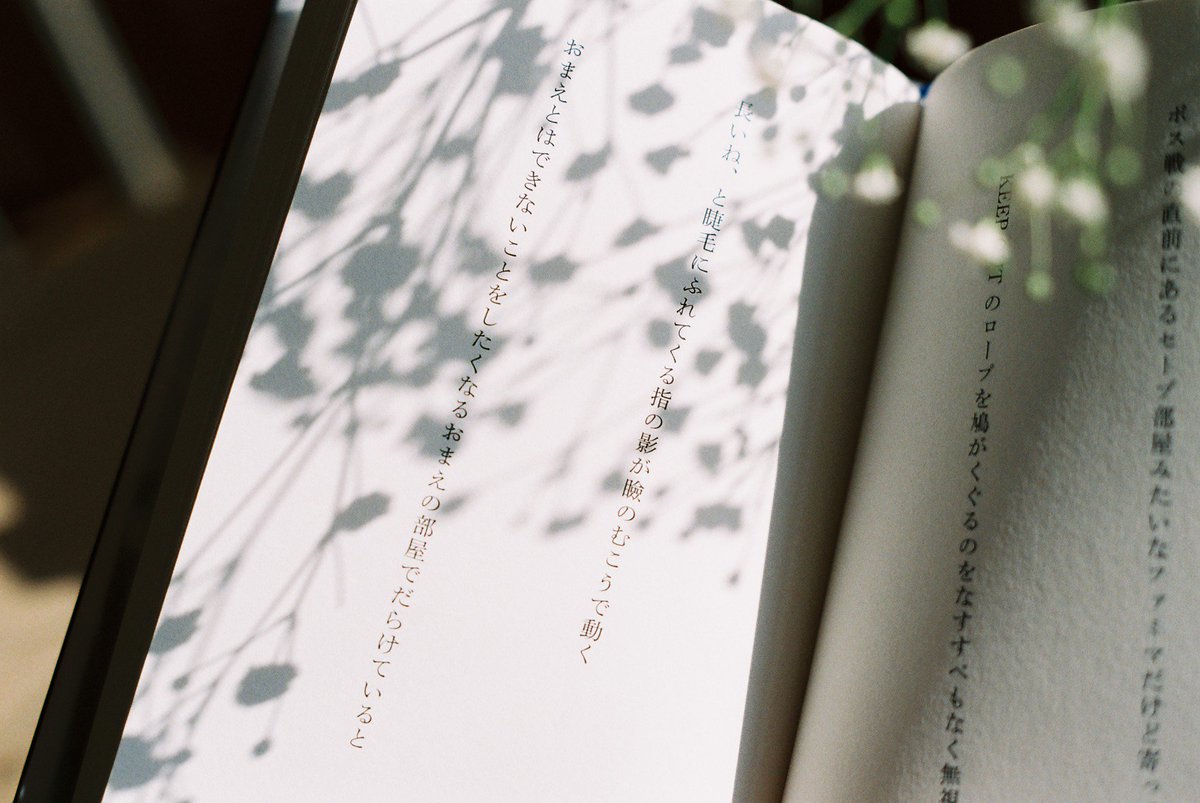 ボス戦の直前にあるセーブ部屋みたいなファミマだけど寄っ
KEEP のロープを鳩がくぐるのをなすすべもなく無視
長いね、と睫毛にふれてくる指の影が瞼のむこうで動く
おまえとはできないことをしたくなるおまえの部屋でだらけていると